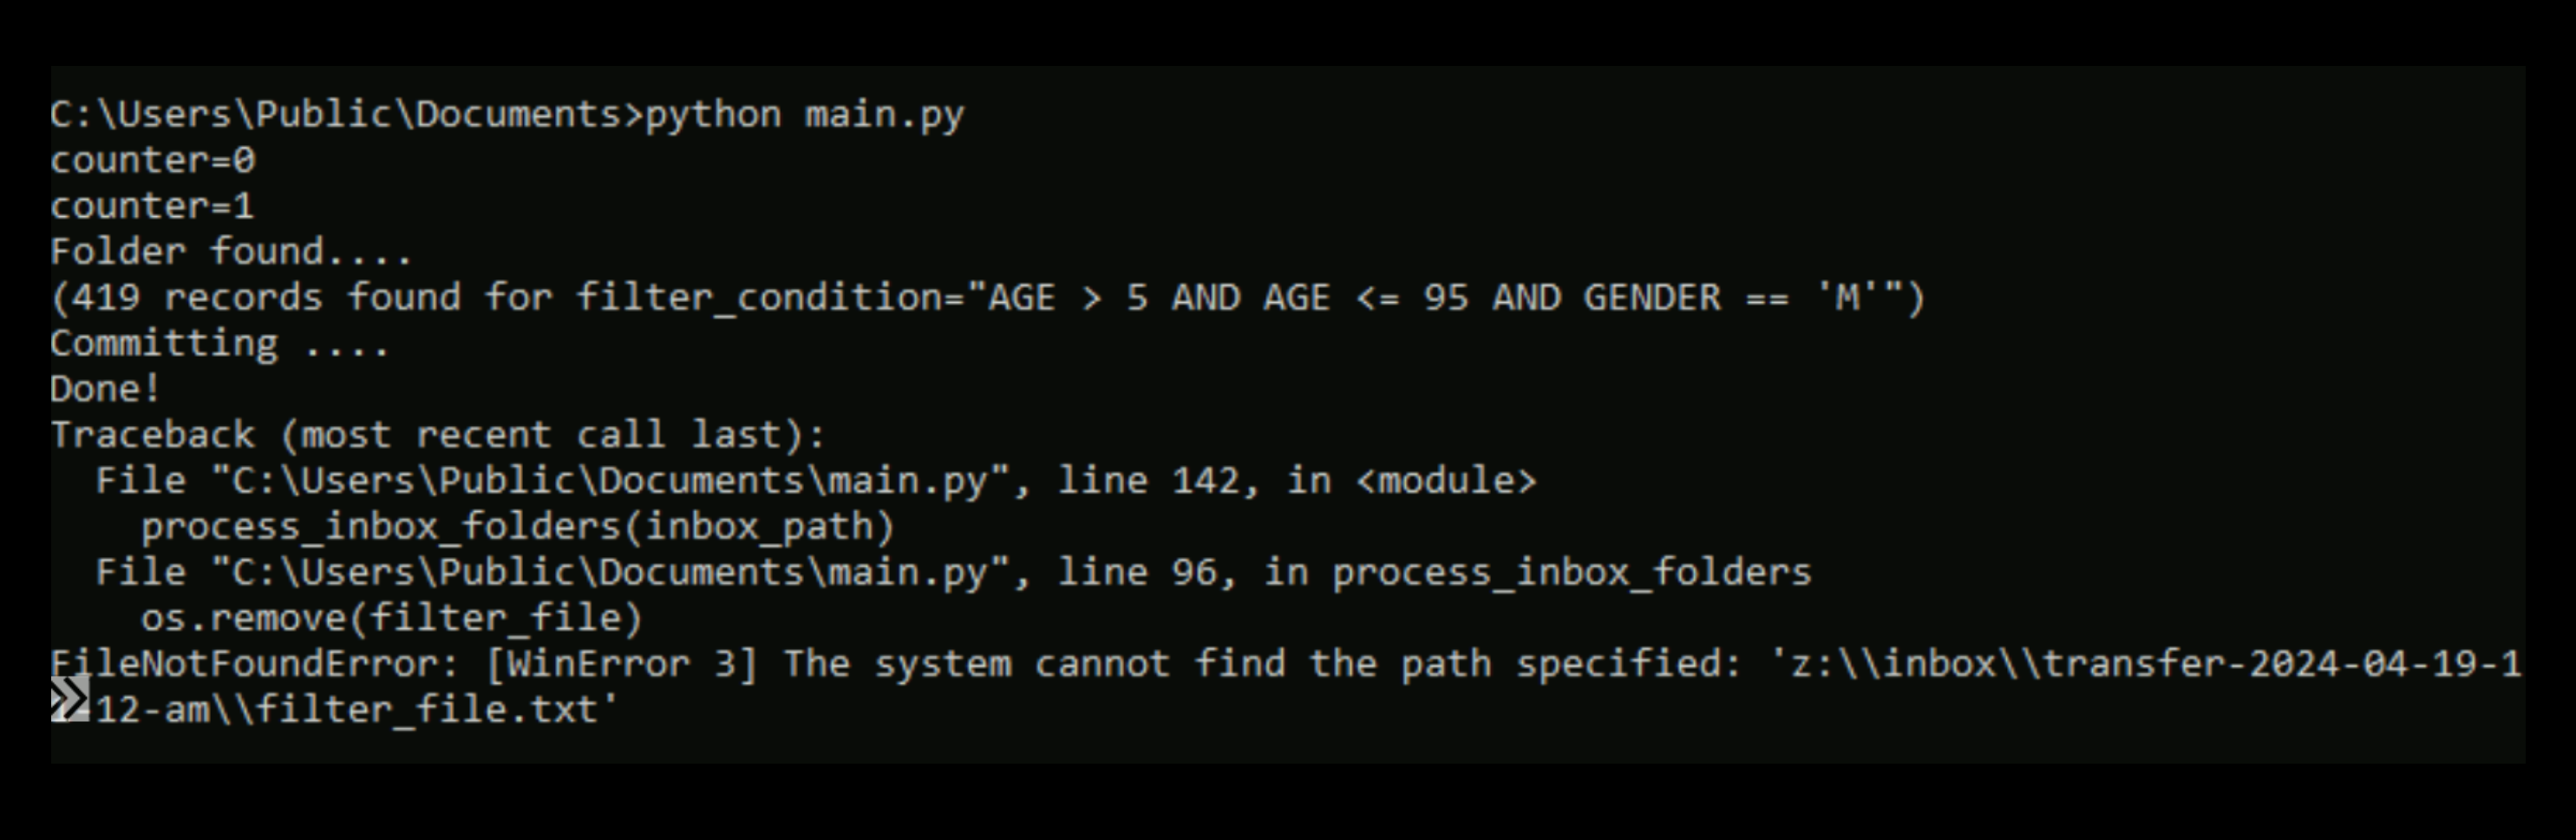 C:\Users\Public\Documents>python main.py
counter=0
counter=1
Folder found....
(419 records found for filter_condition="AGE > 5 AND AGE <= 95 AND GENDER == 'M'")
Committing ....
Done!
Traceback (most recent call last):
  File "C:\Users\Public\Documents\main.py", line 142, in <module>
    process_inbox_folders(inbox_path)
  File "C:\Users\Public\Documents\main.py", line 96, in process_inbox_folders
    os.remove(filter_file)
FileNotFoundError: [WinError 3] The system cannot find the path specified: 'z:\\inbox\\transfer-2024-04-19-1
-12-am\\filter_file.txt'